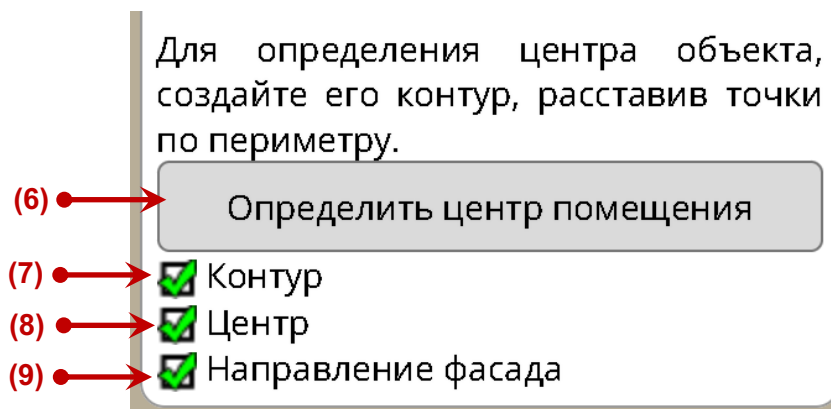 Для определения центра объекта,
создайте его контур, расставив точки
по периметру.
(6) Определить центр помещения
(7) Контур
(8) Центр
(9) Направление фасада